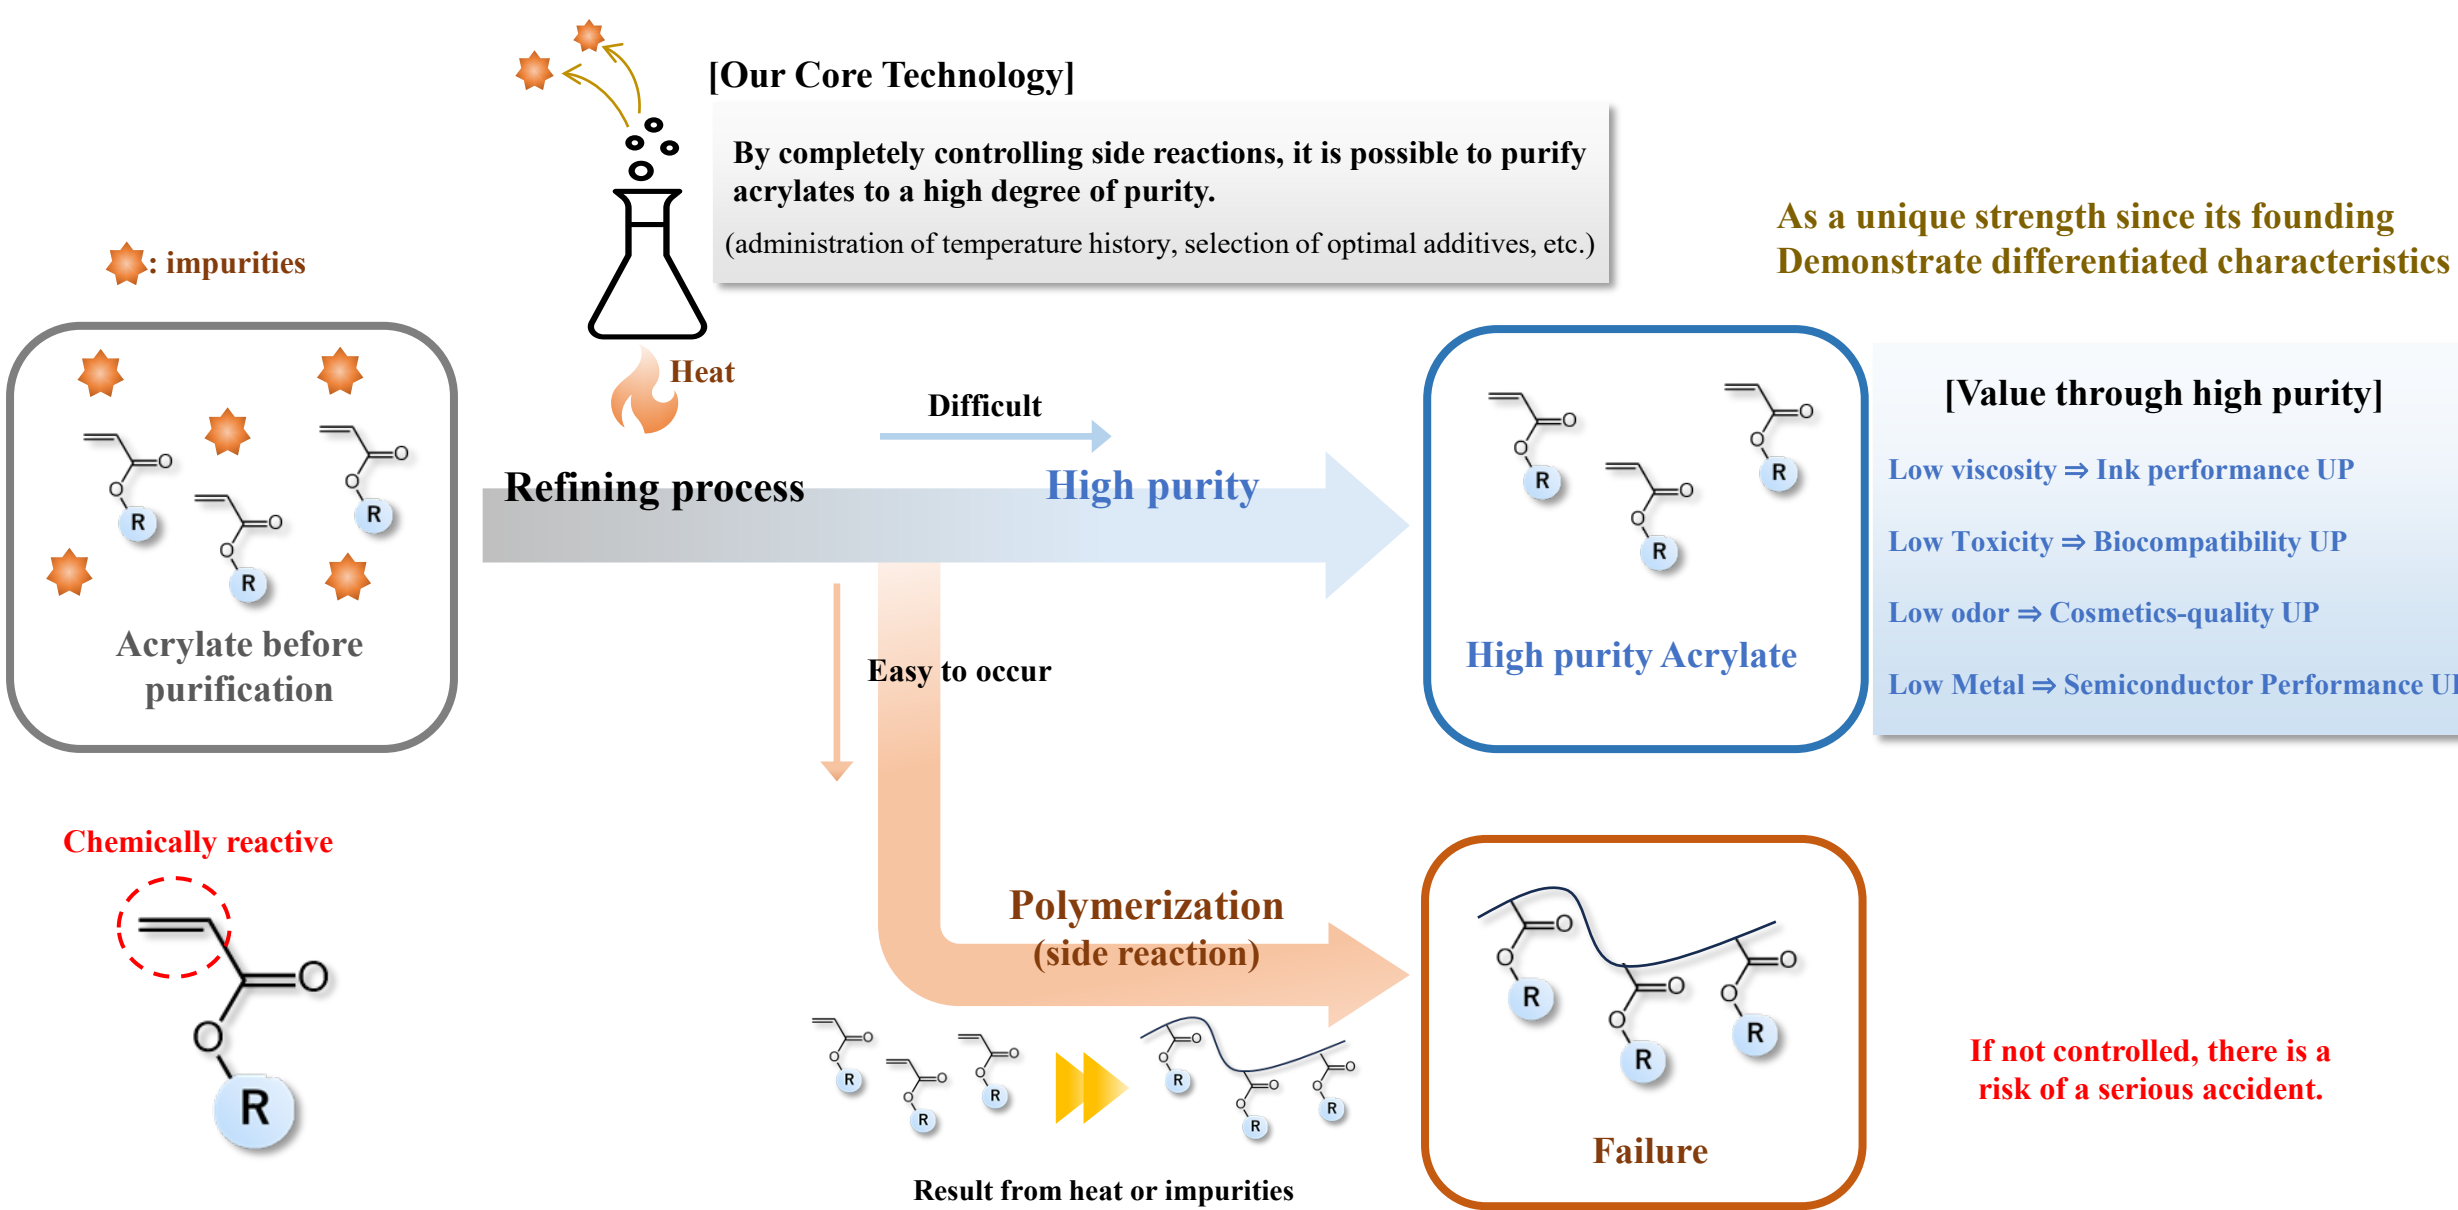 [Our Core Technology]
By completely controlling side reactions, it is possible to purify
acrylates to a high degree of purity.
(administration of temperature history, selection of optimal additives, etc.)
As a unique strength since its founding
Demonstrate differentiated characteristics
: impurities
Heat
Difficult
Refining process
High purity
O
O
R
O
O
R
O
O
R
Acrylate before
purification
O
O
R
O
O
R
O
O
R
High purity Acrylate
[Value through high purity]
Low viscosity ⇒ Ink performance UP
Low Toxicity ⇒ Biocompatibility UP
Low odor ⇒ Cosmetics-quality UP
Low Metal ⇒ Semiconductor Performance U
Easy to occur
Chemically reactive
O
O
R
Polymerization
(side reaction)
O
O
R
O
O
R
O
O
R
O
O
R
O
O
R
O
O
R
Result from heat or impurities
O
O
R
O
O
R
O
O
R
Failure
If not controlled, there is a
risk of a serious accident.